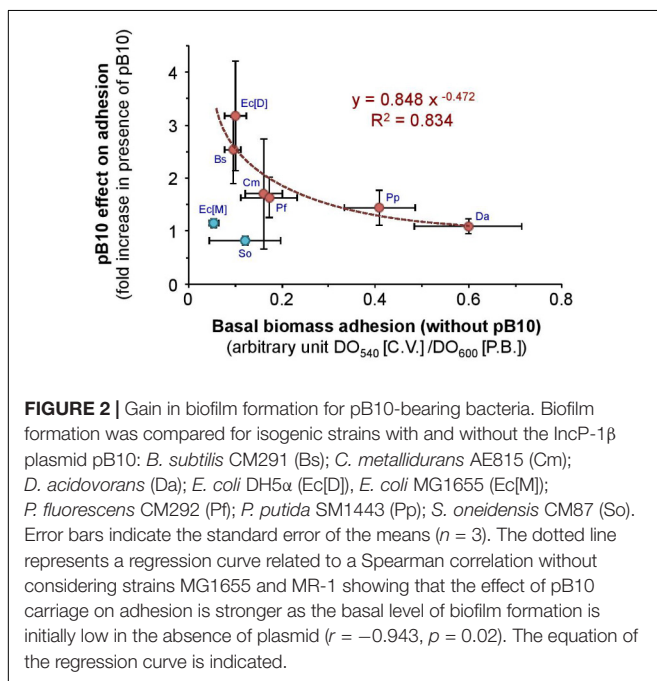 4
3
2
1
0
pB10 effect on adhesion
(fold increase in presence of pB10)
Ec[D]
Bs
Cm
Pf
Ec[M]
So
Pp
Da
y = 0.848 x ⁻⁰·⁴⁷²
R² = 0.834
0 0.2 0.4 0.6 0.8
Basal biomass adhesion (without pB10)
(arbitrary unit DO₅₄₀ [C.V.] /DO₆₀₀ [P.B.])
FIGURE 2 | Gain in biofilm formation for pB10-bearing bacteria. Biofilm
formation was compared for isogenic strains with and without the IncP-1β
plasmid pB10: B. subtilis CM291 (Bs); C. metallidurans AE815 (Cm);
D. acidovorans (Da); E. coli DH5α (Ec[D]), E. coli MG1655 (Ec[M]);
P. fluorescens CM292 (Pf); P. putida SM1443 (Pp); S. oneidensis CM87 (So).
Error bars indicate the standard error of the means (n = 3). The dotted line
represents a regression curve related to a Spearman correlation without
considering strains MG1655 and MR-1 showing that the effect of pB10
carriage on adhesion is stronger as the basal level of biofilm formation is
initially low in the absence of plasmid (r = −0.943, p = 0.02). The equation of
the regression curve is indicated.